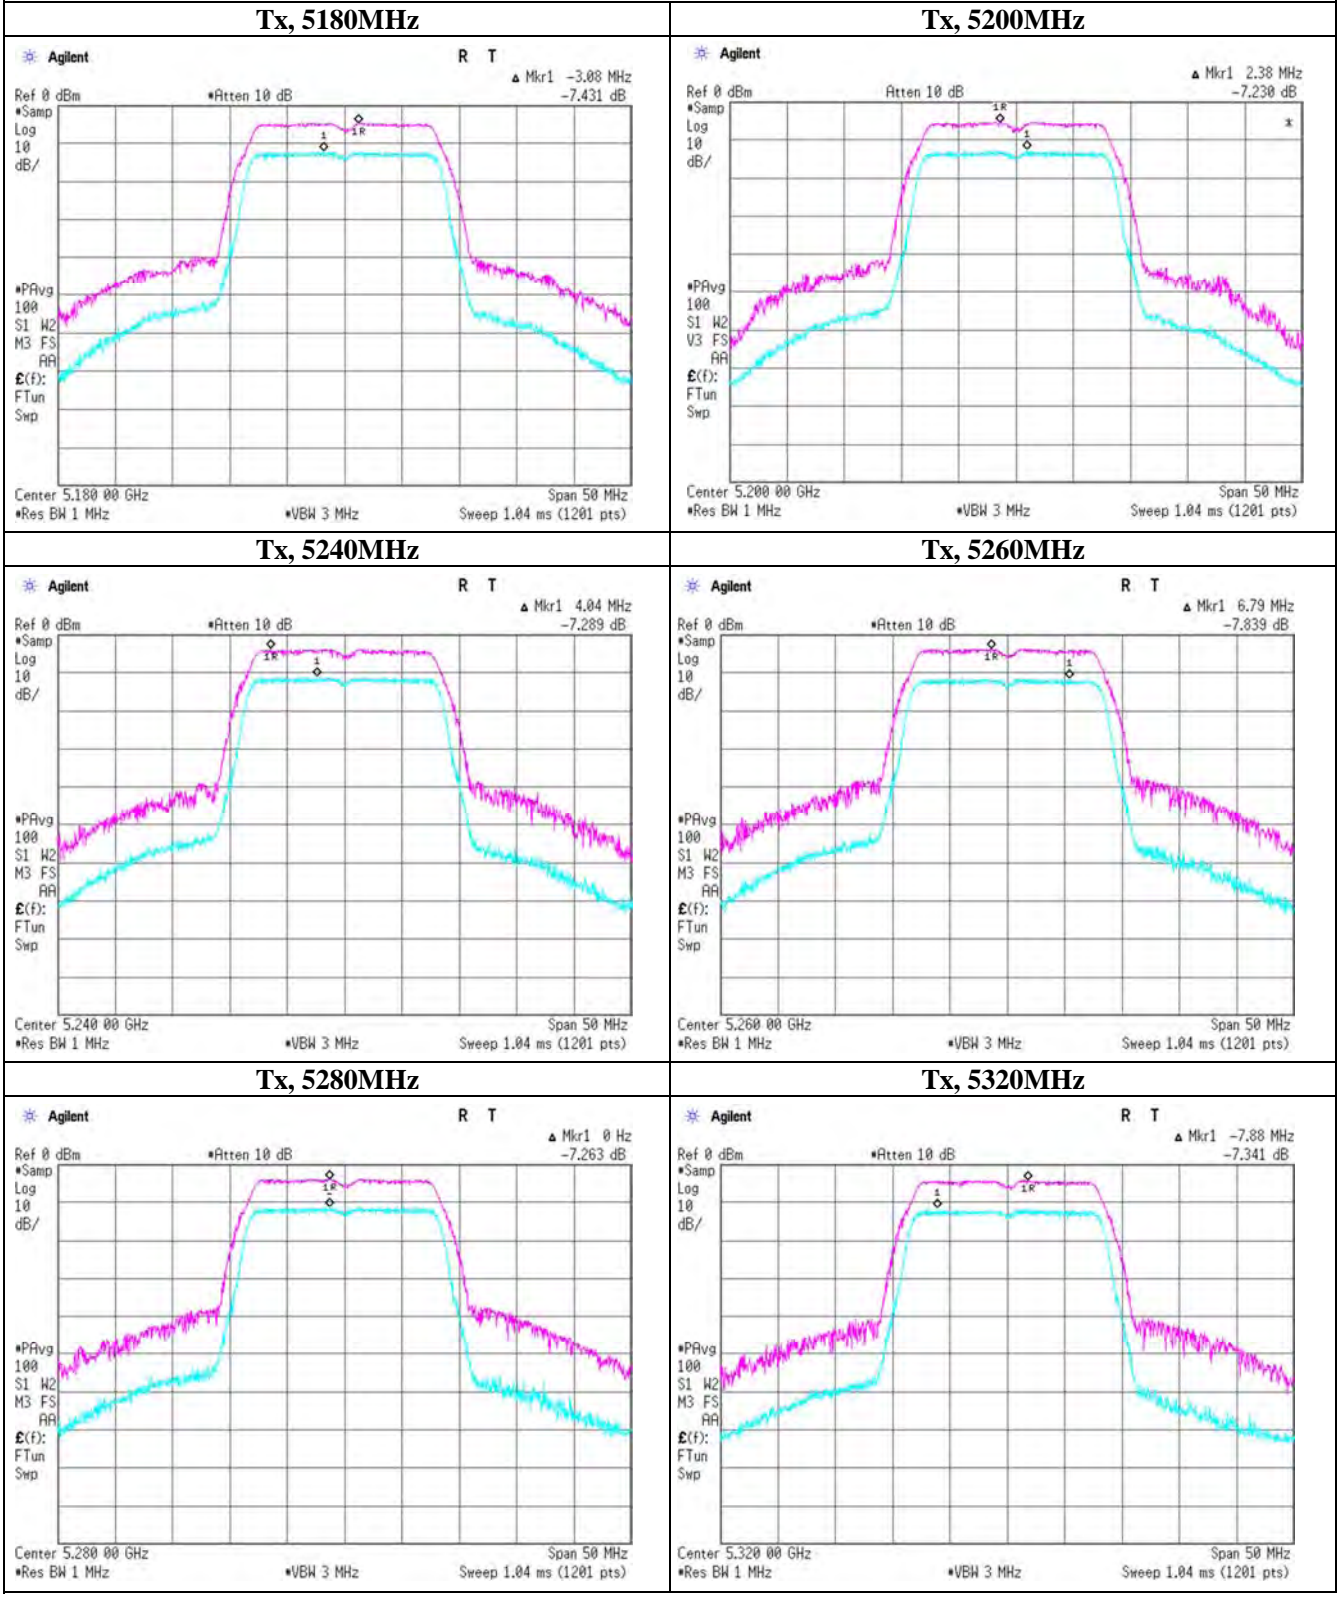 Tx, 5180MHz
Agilent R T
Δ Mkr1 -3.08 MHz
Ref 0 dBm *Atten 10 dB -7.431 dB
*Samp
Log
10
dB/
1
1R
*PAvg
100
S1 W2
M3 FS
AA
£(f):
FTun
Swp
Center 5.180 00 GHz Span 50 MHz
*Res BW 1 MHz *VBW 3 MHz Sweep 1.04 ms (1201 pts)
Tx, 5200MHz
Agilent R T
Δ Mkr1 2.38 MHz
Ref 0 dBm Atten 10 dB -7.230 dB
*Samp
Log
10
dB/
1R
1
*
*PAvg
100
S1 W2
V3 FS
AA
£(f):
FTun
Swp
Center 5.200 00 GHz Span 50 MHz
*Res BW 1 MHz *VBW 3 MHz Sweep 1.04 ms (1201 pts)
Tx, 5240MHz
Agilent R T
Δ Mkr1 4.04 MHz
Ref 0 dBm *Atten 10 dB -7.289 dB
*Samp
Log
10
dB/
1R
1
*PAvg
100
S1 W2
M3 FS
AA
£(f):
FTun
Swp
Center 5.240 00 GHz Span 50 MHz
*Res BW 1 MHz *VBW 3 MHz Sweep 1.04 ms (1201 pts)
Tx, 5260MHz
Agilent R T
Δ Mkr1 6.79 MHz
Ref 0 dBm *Atten 10 dB -7.839 dB
*Samp
Log
10
dB/
1R
1
*PAvg
100
S1 W2
M3 FS
AA
£(f):
FTun
Swp
Center 5.260 00 GHz Span 50 MHz
*Res BW 1 MHz *VBW 3 MHz Sweep 1.04 ms (1201 pts)
Tx, 5280MHz
Agilent R T
Δ Mkr1 0 Hz
Ref 0 dBm *Atten 10 dB -7.263 dB
*Samp
Log
10
dB/
1R
*PAvg
100
S1 W2
M3 FS
AA
£(f):
FTun
Swp
Center 5.280 00 GHz Span 50 MHz
*Res BW 1 MHz *VBW 3 MHz Sweep 1.04 ms (1201 pts)
Tx, 5320MHz
Agilent R T
Δ Mkr1 -7.88 MHz
Ref 0 dBm *Atten 10 dB -7.341 dB
*Samp
Log
10
dB/
1
1R
*PAvg
100
S1 W2
M3 FS
AA
£(f):
FTun
Swp
Center 5.320 00 GHz Span 50 MHz
*Res BW 1 MHz *VBW 3 MHz Sweep 1.04 ms (1201 pts)